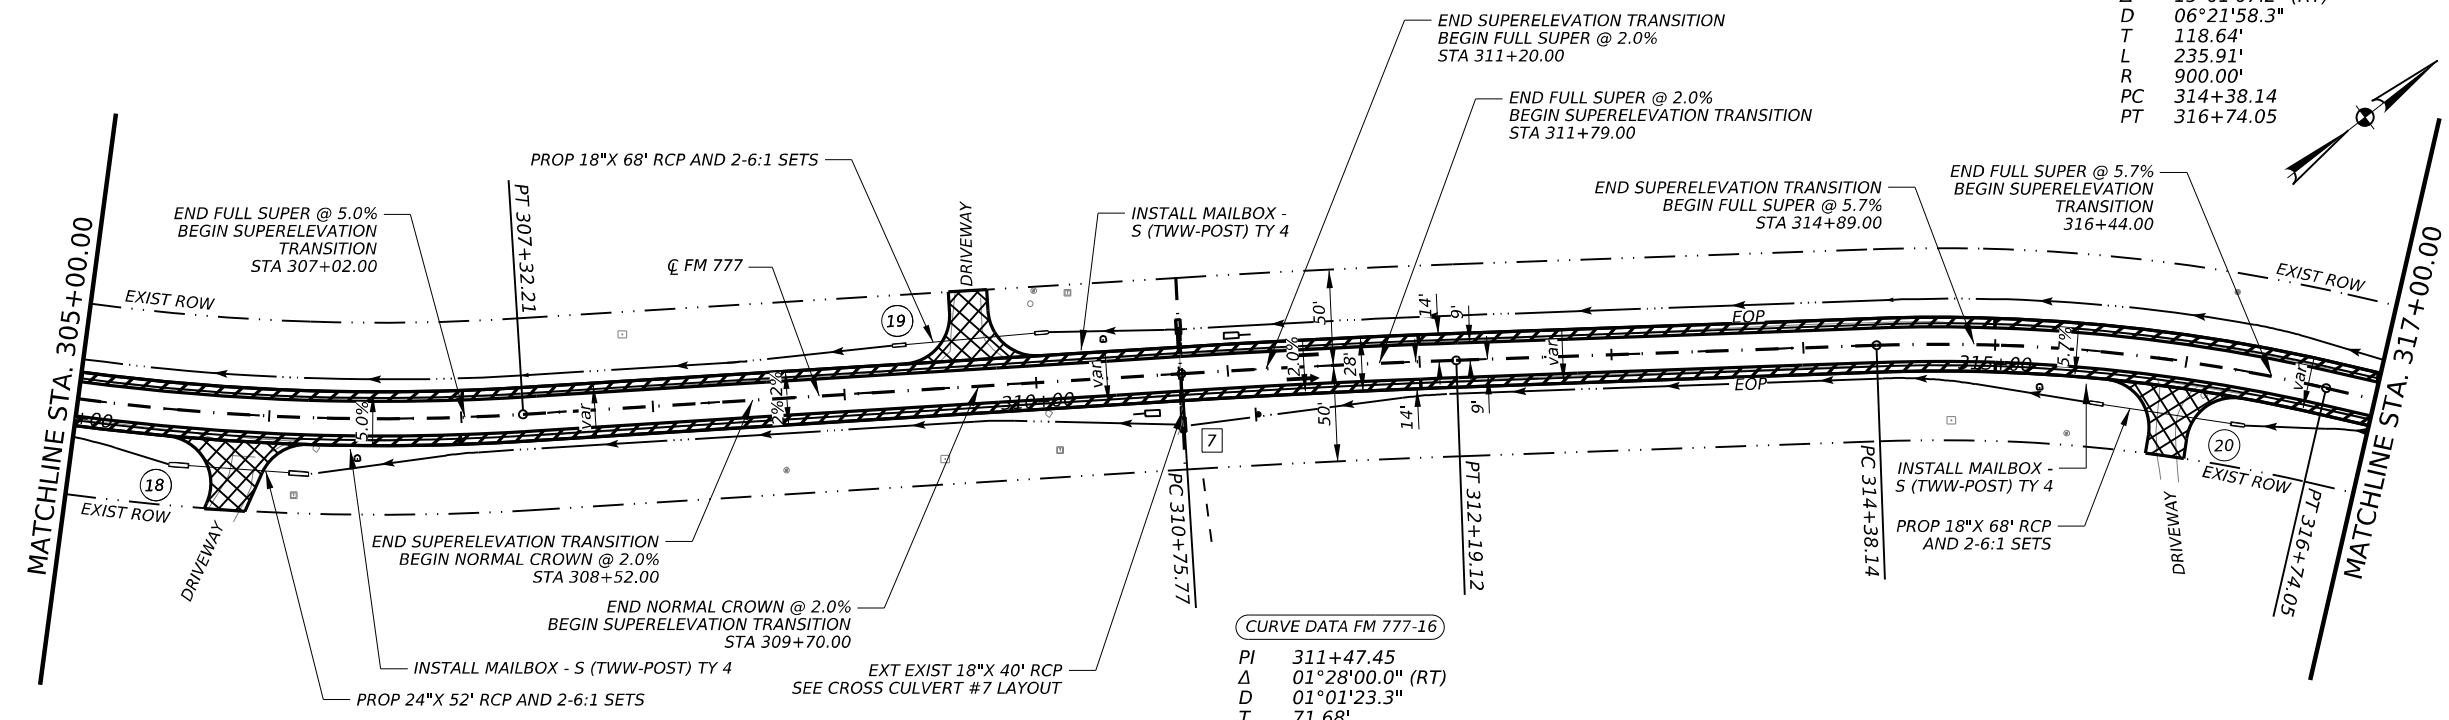 END SUPERELEVATION TRANSITION
BEGIN FULL SUPER @ 2.0%
STA 311+20.00
D 06°21'58.3"
T 118.64'
L 235.91'
R 900.00'
PC 314+38.14
PT 316+74.05
END FULL SUPER @ 2.0%
BEGIN SUPERELEVATION TRANSITION
STA 311+79.00
PROP 18"X 68' RCP AND 2-6:1 SETS
END SUPERELEVATION TRANSITION
BEGIN FULL SUPER @ 5.7%
STA 314+89.00
END FULL SUPER @ 5.7%
BEGIN SUPERELEVATION
TRANSITION
316+44.00
END FULL SUPER @ 5.0%
BEGIN SUPERELEVATION
TRANSITION
STA 307+02.00
PT 307+32.21
DRIVEWAY
INSTALL MAILBOX -
S (TWW-POST) TY 4
℄ FM 777
MATCHLINE STA. 305+00.00
MATCHLINE STA. 317+00.00
EXIST ROW
EXIST ROW
19
50'
14'
9'
EOP
2.0%
28'
var
315+00
5.7%
var
var
2%
2%
310+00
var
5.0%
+00
50'
14'
9'
EOP
7
18
EXIST ROW
DRIVEWAY
PC 310+75.77
PT 312+19.12
PC 314+38.14
INSTALL MAILBOX -
S (TWW-POST) TY 4
20
EXIST ROW
PROP 18"X 68' RCP
AND 2-6:1 SETS
DRIVEWAY
PT 316+74.05
END SUPERELEVATION TRANSITION
BEGIN NORMAL CROWN @ 2.0%
STA 308+52.00
END NORMAL CROWN @ 2.0%
BEGIN SUPERELEVATION TRANSITION
STA 309+70.00
INSTALL MAILBOX - S (TWW-POST) TY 4
PROP 24"X 52' RCP AND 2-6:1 SETS
EXT EXIST 18"X 40' RCP
SEE CROSS CULVERT #7 LAYOUT
CURVE DATA FM 777-16
PI 311+47.45
Δ 01°28'00.0" (RT)
D 01°01'23.3"
T 71.68'